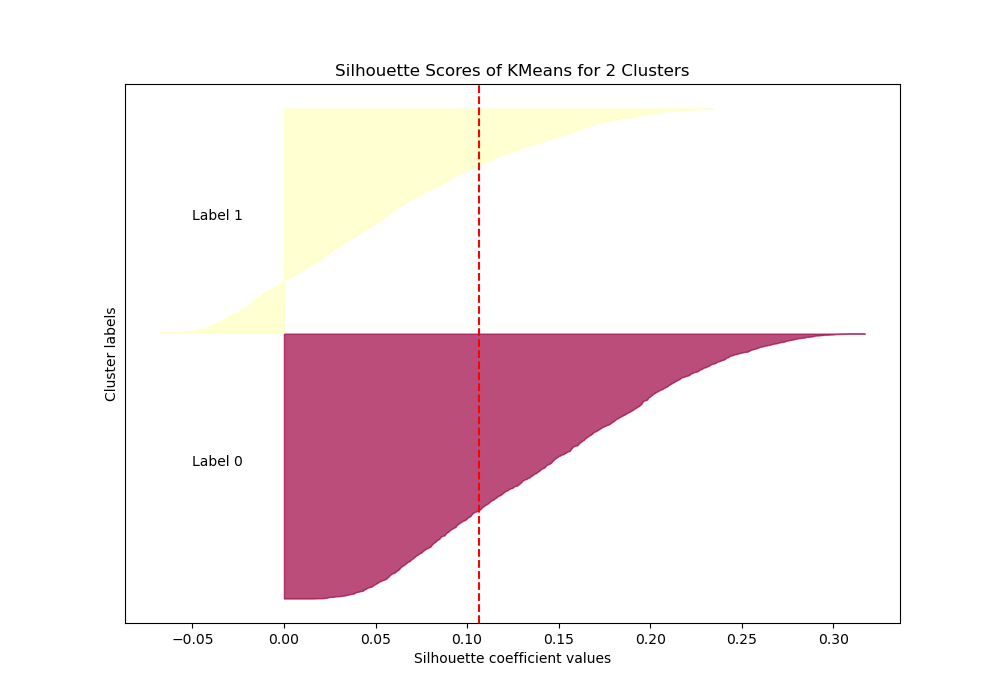 Silhouette Scores of KMeans for 2 Clusters
Label 1
Cluster labels
Label 0
−0.05 0.00 0.05 0.10 0.15 0.20 0.25 0.30
Silhouette coefficient values